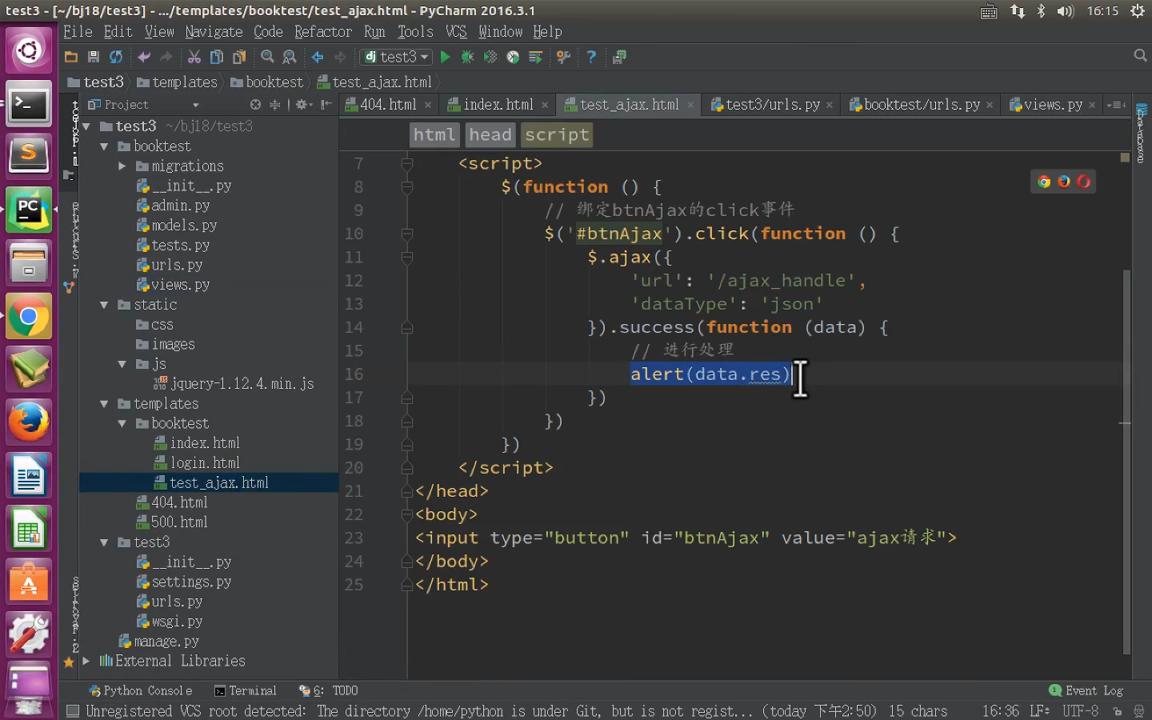 test3 - [~/bj18/test3] - .../templates/booktest/test_ajax.html - PyCharm 2016.3.1
16:15
File Edit View Navigate Code Refactor Run Tools VCS Window Help
test3
test3 templates booktest test_ajax.html
Project
404.html index.html test_ajax.html test3/urls.py booktest/urls.py views.py
html head script
test3 ~/bj18/test3
booktest
migrations
__init__.py
admin.py
models.py
tests.py
urls.py
views.py
static
css
images
js
jquery-1.12.4.min.js
templates
booktest
index.html
login.html
test_ajax.html
404.html
500.html
test3
__init__.py
settings.py
urls.py
wsgi.py
manage.py
External Libraries
7 <script>
8 $(function () {
9 // 绑定btnAjax的click事件
10 $('#btnAjax').click(function () {
11 $.ajax({
12 'url': '/ajax_handle',
13 'dataType': 'json'
14 }).success(function (data) {
15 // 进行处理
16 alert(data.res)
17 })
18 })
19 })
20 </script>
21 </head>
22 <body>
23 <input type="button" id="btnAjax" value="ajax请求">
24 </body>
25 </html>
Python Console Terminal 6: TODO Event Log
Unregistered VCS root detected: The directory /home/python is under Git, but is not regist... (today 下午2:50) 15 chars 16:36 LF÷ UTF-8